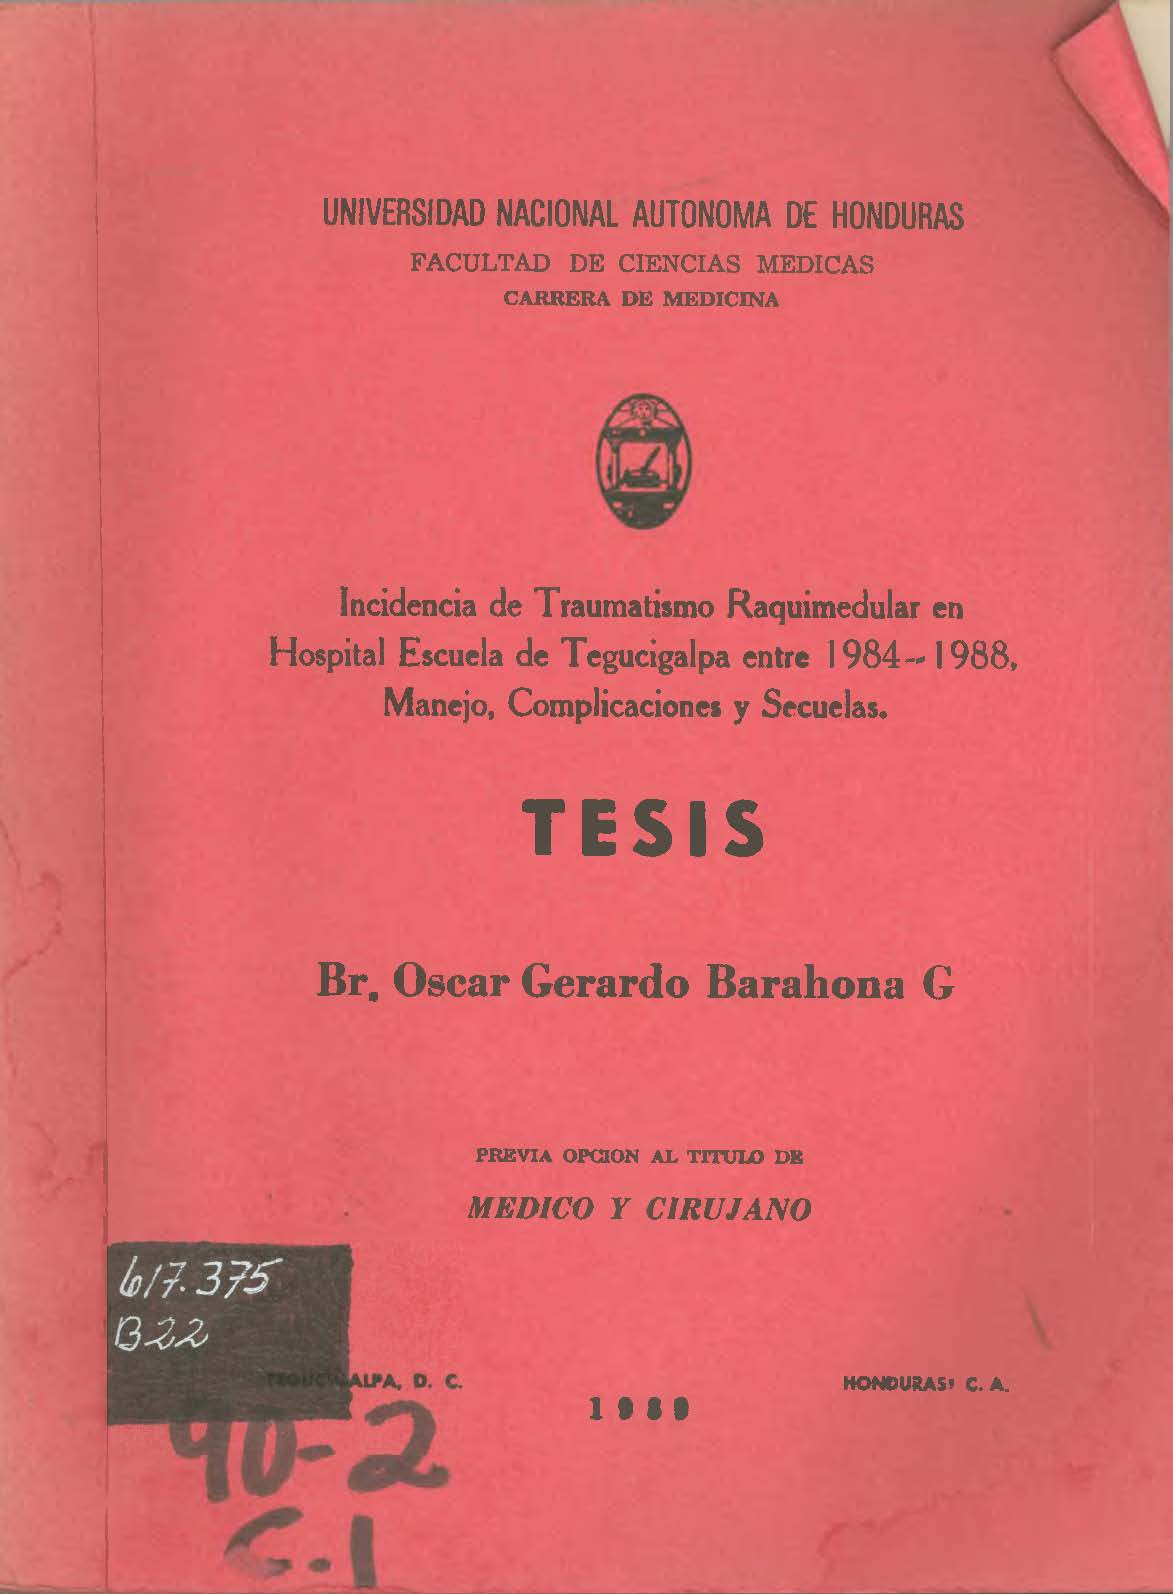 UNIVERSIDAD NACIONAL AUTONOMA DE HONDURAS
FACULTAD DE CIENCIAS MEDICAS
CARRERA DE MEDICINA
Incidencia de Traumatismo Raquimedular en
Hospital Escuela de Tegucigalpa entre 1984-1988,
Manejo, Complicaciones y Secuelas.
TESIS
Br. Oscar Gerardo Barahona G
PREVIA OPCION AL TITULO DE
MEDICO Y CIRUJANO
617.375
B22
TEGUCIGALPA, D. C.
HONDURAS, C. A.
1989
90-2
C.1